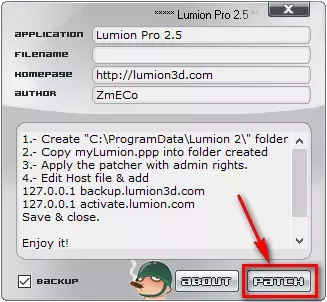 ***** Lumion Pro 2.5 *****
APPLICATION Lumion Pro 2.5
FILENAME
HOMEPAGE http://lumion3d.com
AUTHOR ZmECo
1.- Create "C:\ProgramData\Lumion 2\" folder
2.- Copy myLumion.ppp into folder created
3.- Apply the patcher with admin rights.
4.- Edit Host file & add
127.0.0.1 backup.lumion3d.com
127.0.0.1 activate.lumion.com
Save & close.
Enjoy it!
BACKUP ABOUT PATCH